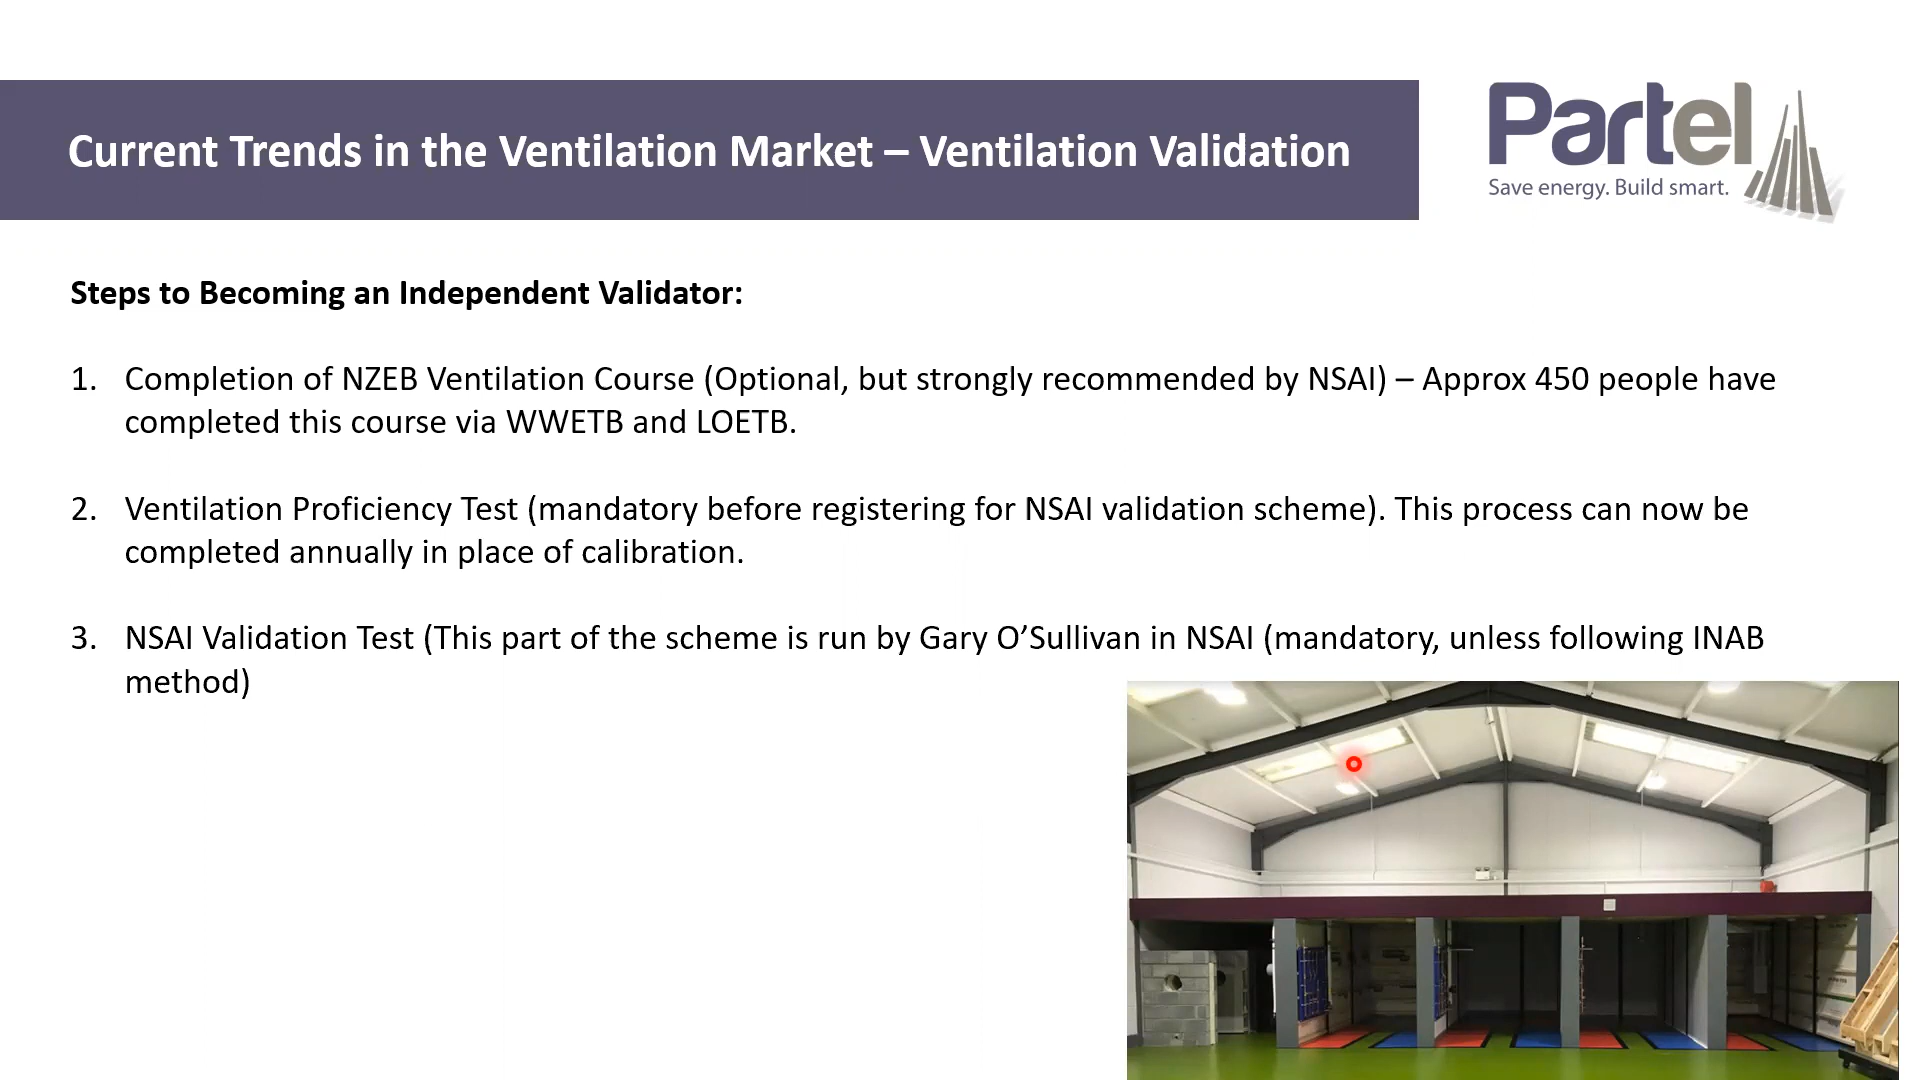 Current Trends in the Ventilation Market – Ventilation Validation
Partel
Save energy. Build smart.
Steps to Becoming an Independent Validator:
1. Completion of NZEB Ventilation Course (Optional, but strongly recommended by NSAI) – Approx 450 people have
completed this course via WWETB and LOETB.
2. Ventilation Proficiency Test (mandatory before registering for NSAI validation scheme). This process can now be
completed annually in place of calibration.
3. NSAI Validation Test (This part of the scheme is run by Gary O’Sullivan in NSAI (mandatory, unless following INAB
method)